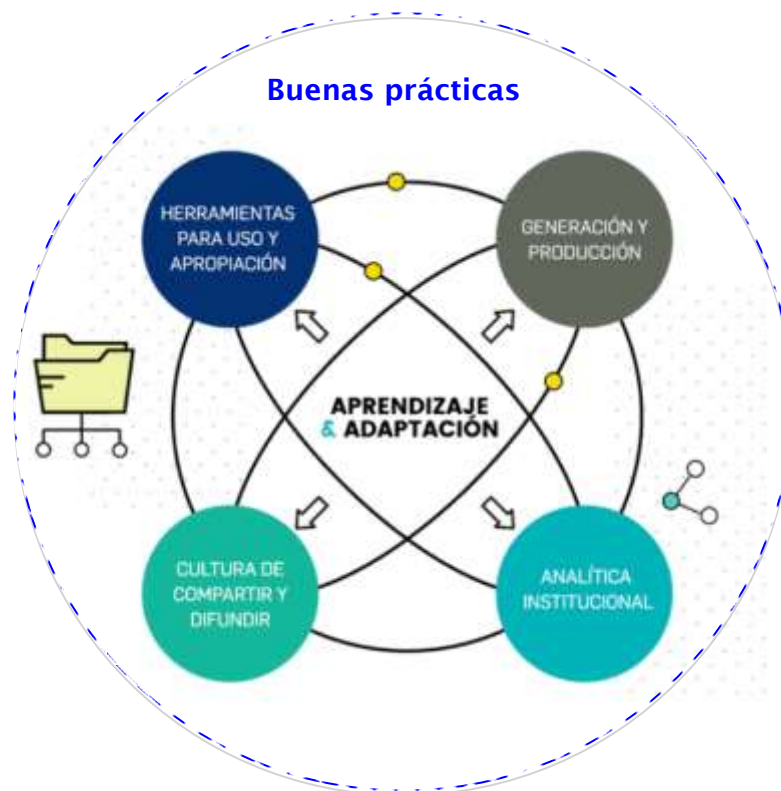 Buenas prácticas
HERRAMIENTAS
PARA USO Y
APROPIACIÓN
GENERACIÓN Y
PRODUCCIÓN
APRENDIZAJE
& ADAPTACIÓN
CULTURA DE
COMPARTIR Y
DIFUNDIR
ANALÍTICA
INSTITUCIONAL